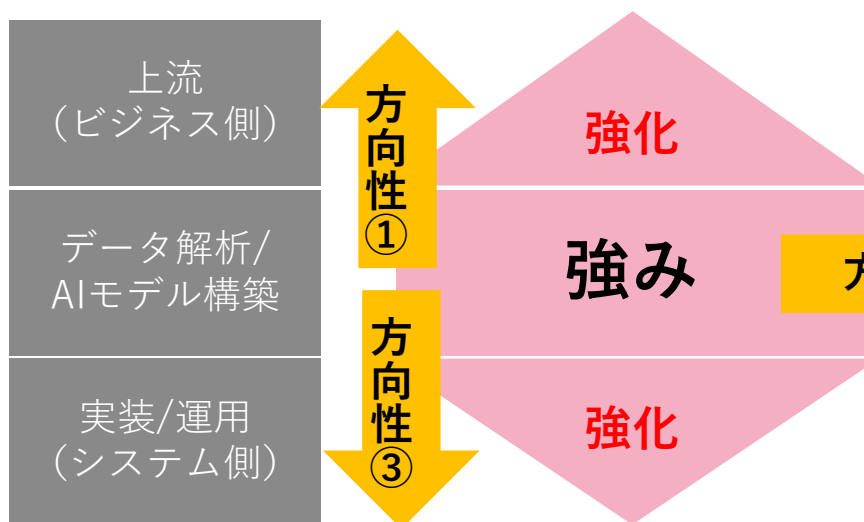 上流
(ビジネス側)
方向性①
強化
データ解析/
AIモデル構築
強み
方
方向性③
実装/運用
(システム側)
強化